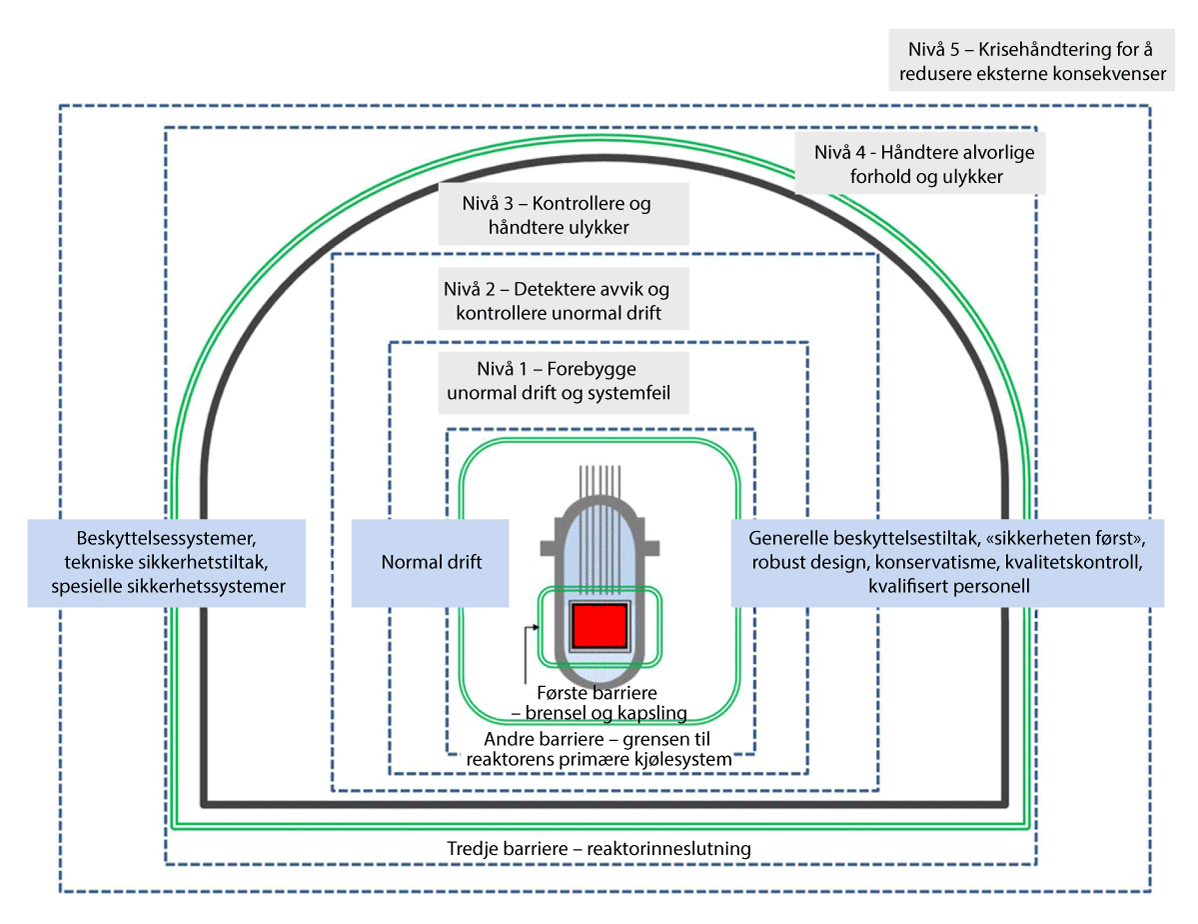 Nivå 5 – Krisehåndtering for å
redusere eksterne konsekvenser
Nivå 4 - Håndtere alvorlige
forhold og ulykker
Nivå 3 – Kontrollere og
håndtere ulykker
Nivå 2 – Detektere avvik og
kontrollere unormal drift
Nivå 1 – Forebygge
unormal drift og systemfeil
Beskyttelsessystemer,
tekniske sikkerhetstiltak,
spesielle sikkerhetssystemer
Normal drift
Generelle beskyttelsestiltak, «sikkerheten først»,
robust design, konservatisme, kvalitetskontroll,
kvalifisert personell
Første barriere
– brensel og kapsling
Andre barriere – grensen til
reaktorens primære kjølesystem
Tredje barriere – reaktorinneslutning